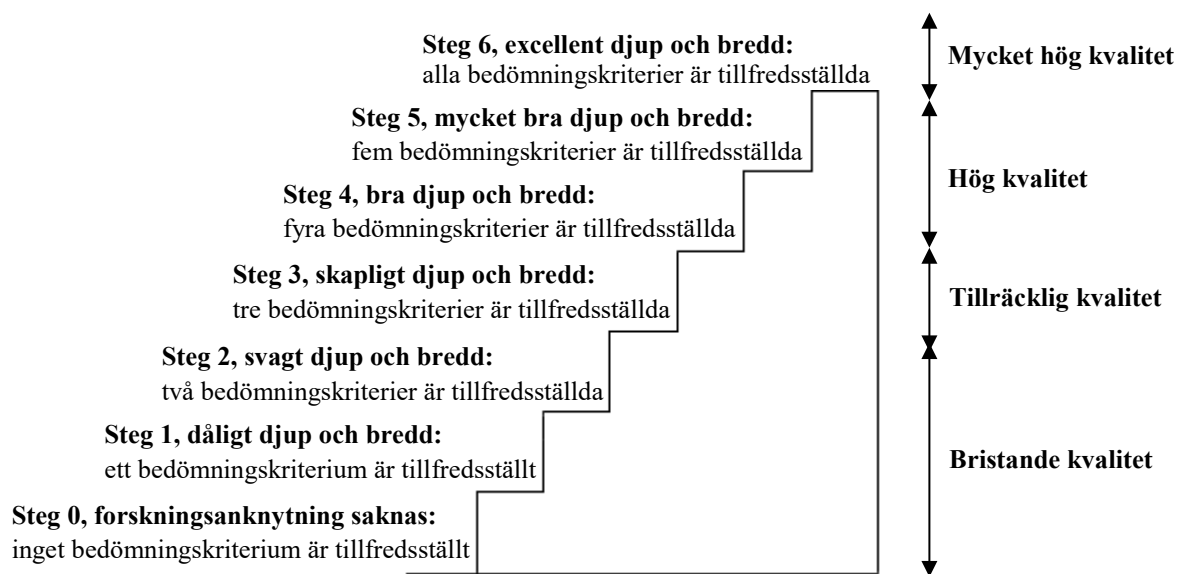 Steg 6, excellent djup och bredd:
alla bedömningskriterier är tillfredsställda
Mycket hög kvalitet
Steg 5, mycket bra djup och bredd:
fem bedömningskriterier är tillfredsställda
Hög kvalitet
Steg 4, bra djup och bredd:
fyra bedömningskriterier är tillfredsställda
Steg 3, skapligt djup och bredd:
tre bedömningskriterier är tillfredsställda
Tillräcklig kvalitet
Steg 2, svagt djup och bredd:
två bedömningskriterier är tillfredsställda
Steg 1, dåligt djup och bredd:
ett bedömningskriterium är tillfredsställt
Bristande kvalitet
Steg 0, forskningsanknytning saknas:
inget bedömningskriterium är tillfredsställt